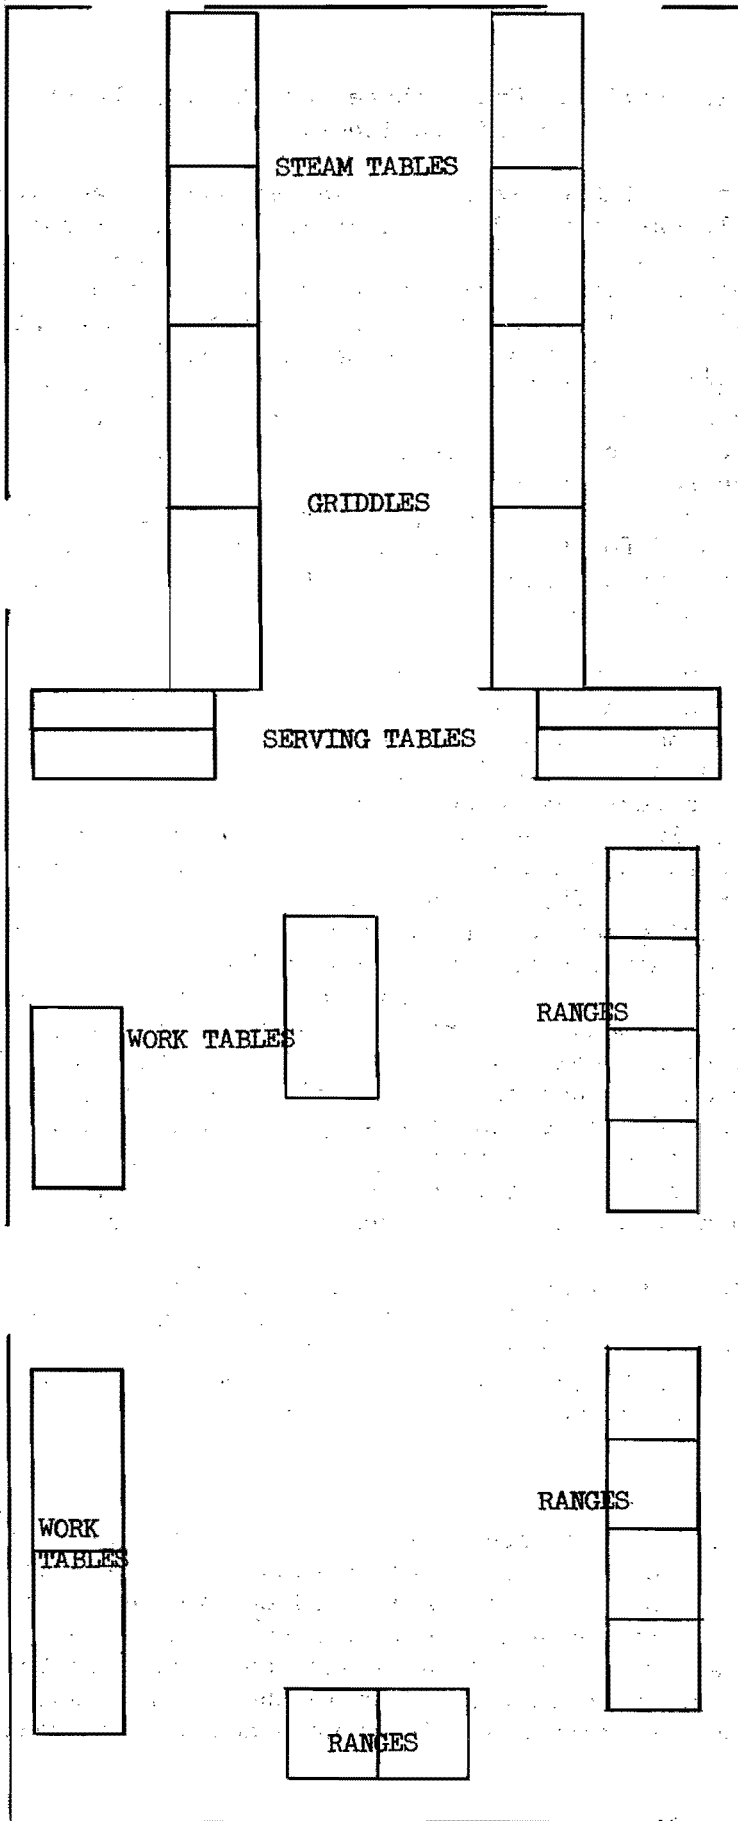 STEAM TABLES
GRIDDLES
SERVING TABLES
RANGES
WORK TABLES
RANGES
WORK
TABLES
RANGES